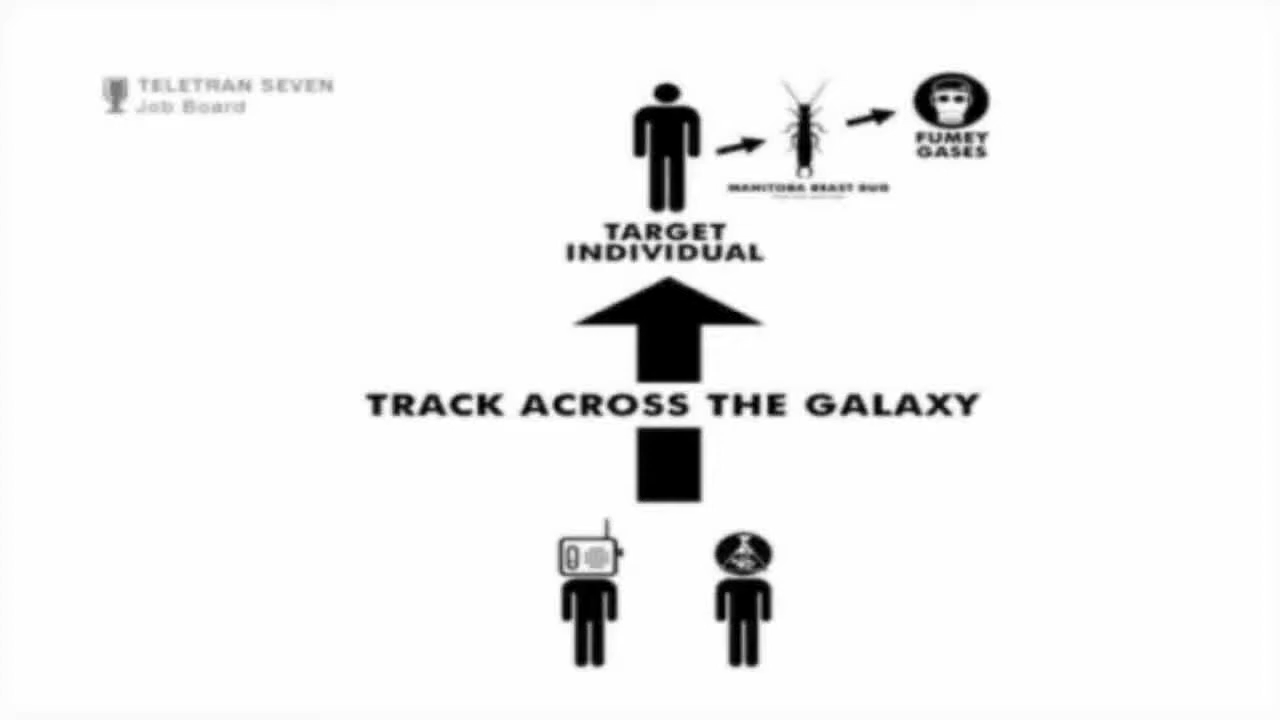 TELETRAN SEVEN
Job Board
FUMEY
GASES
MANITOBA BEAST BUG
TARGET
INDIVIDUAL
TRACK ACROSS THE GALAXY